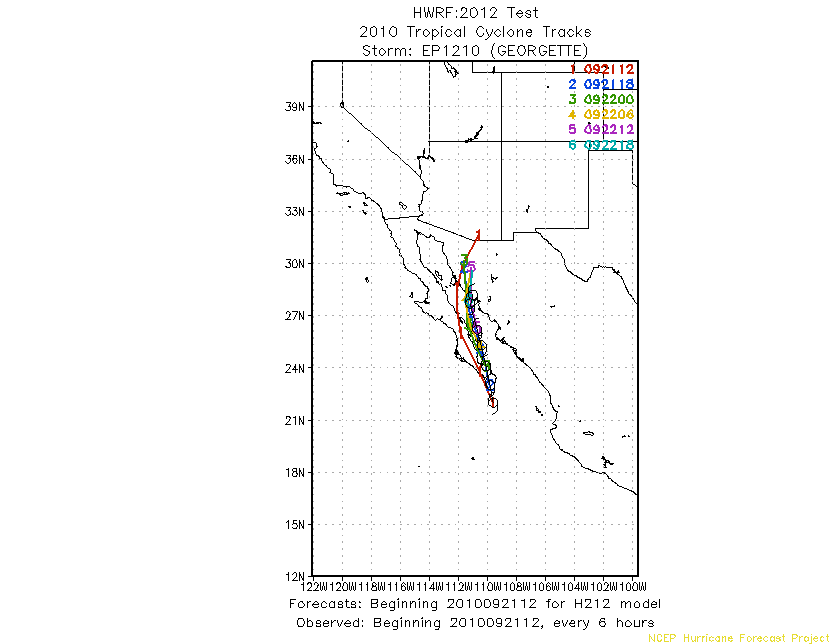 HWRF:2012 Test
2010 Tropical Cyclone Tracks
Storm: EP1210 (GEORGETTE)
1 092112
2 092118
3 092200
4 092206
5 092212
6 092218
39N
36N
33N
30N
27N
24N
21N
18N
15N
12N
122W 120W 118W 116W 114W 112W 110W 108W 106W 104W 102W 100W
Forecasts: Beginning 2010092112 for H212 model
Observed: Beginning 2010092112, every 6 hours
NCEP Hurricane Forecast Project